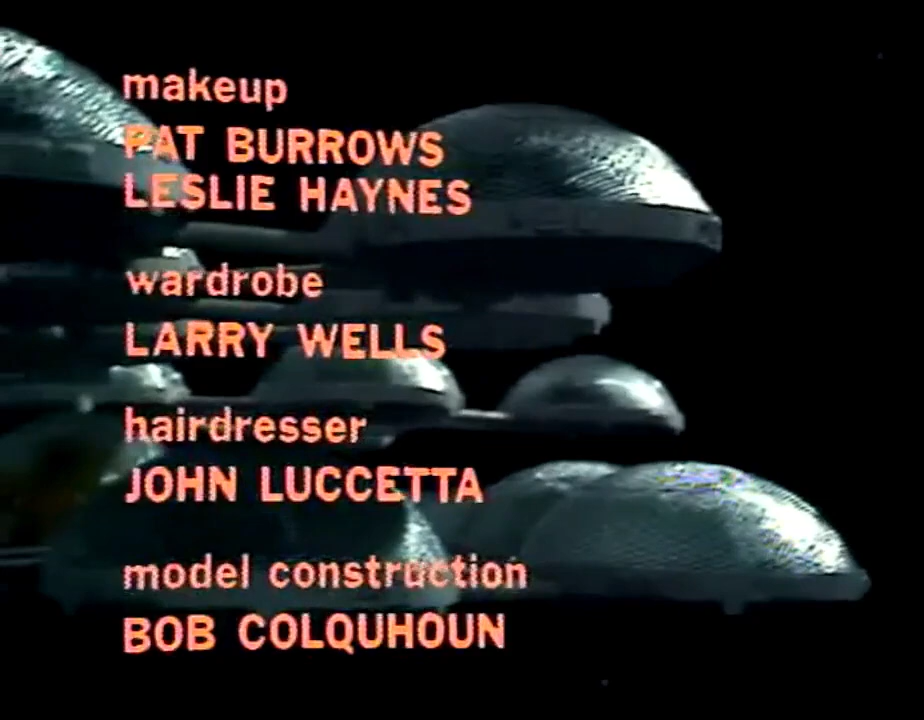 makeup
PAT BURROWS
LESLIE HAYNES
wardrobe
LARRY WELLS
hairdresser
JOHN LUCCETTA
model construction
BOB COLQUHOUN